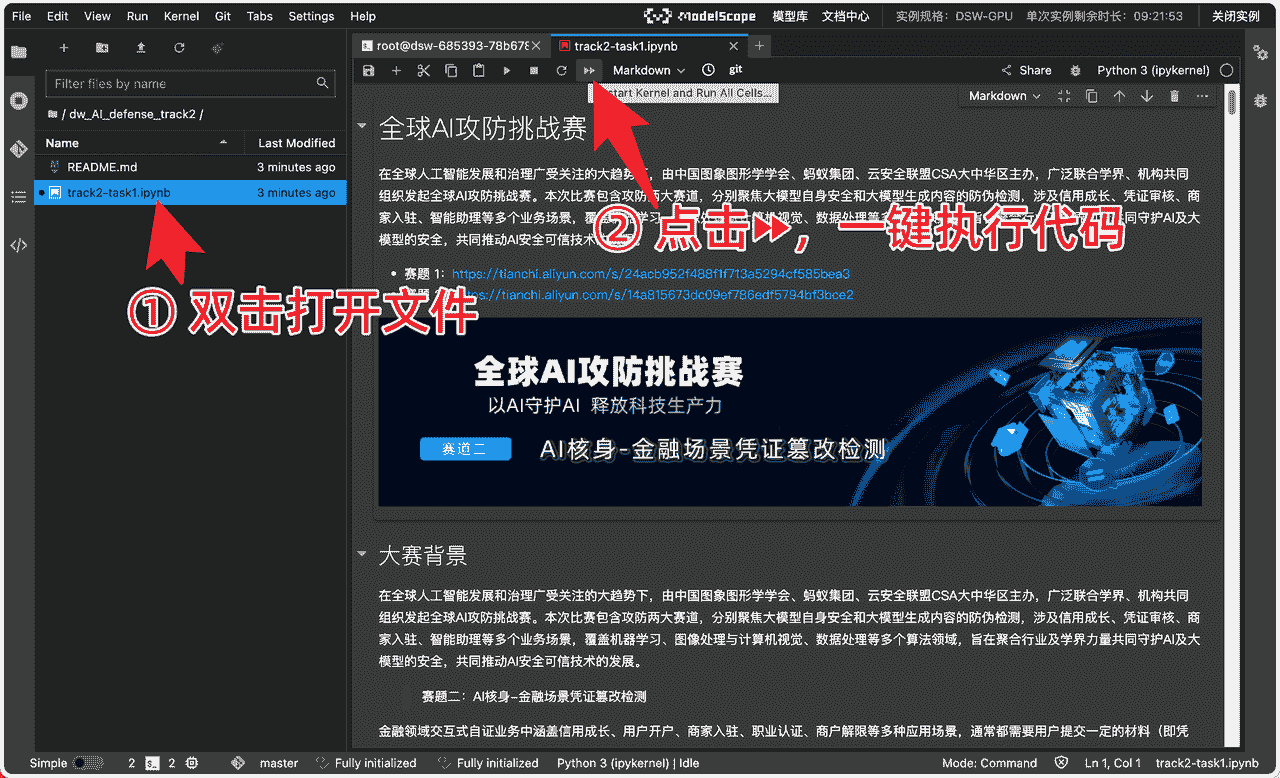 File Edit View Run Kernel Git Tabs Settings Help
ModelScope 模型库 文档中心 实例规格：DSW-GPU 单次实例剩余时长：09:21:53 关闭实例
Filter files by name
/ dw_AI_defense_track2 /
Name Last Modified
README.md 3 minutes ago
track2-task1.ipynb 3 minutes ago
① 双击打开文件
root@dsw-685393-78b678
track2-task1.ipynb
Markdown git Share Python 3 (ipykernel)
start Kernel and Run All Cells...
Markdown
全球AI攻防挑战赛
在全球人工智能发展和治理广受关注的大趋势下，由中国图象图形学学会、蚂蚁集团、云安全联盟CSA大中华区主办，广泛联合学界、机构共同
组织发起全球AI攻防挑战赛。本次比赛包含攻防两大赛道，分别聚焦大模型自身安全和大模型生成内容的防伪检测，涉及信用成长、凭证审核、商
家入驻、智能助理等多个业务场景，覆盖
② 点击，一键执行代码
模型的安全，共同推动AI安全可信技术
赛题 1：https://tianchi.aliyun.com/s/24acb952f488f1f713a5294cf585bea3
ttps://tianchi.aliyun.com/s/14a815673dc09ef786edf5794bf3bce2
全球AI攻防挑战赛
以AI守护AI 释放科技生产力
赛道二 AI核身-金融场景凭证篡改检测
大赛背景
在全球人工智能发展和治理广受关注的大趋势下，由中国图象图形学学会、蚂蚁集团、云安全联盟CSA大中华区主办，广泛联合学界、机构共同
组织发起全球AI攻防挑战赛。本次比赛包含攻防两大赛道，分别聚焦大模型自身安全和大模型生成内容的防伪检测，涉及信用成长、凭证审核、商
家入驻、智能助理等多个业务场景，覆盖机器学习、图像处理与计算机视觉、数据处理等多个算法领域，旨在聚合行业及学界力量共同守护AI及大
模型的安全，共同推动AI安全可信技术的发展。
赛题二：AI核身-金融场景凭证篡改检测
金融领域交互式自证业务中涵盖信用成长、用户开户、商家入驻、职业认证、商户解限等多种应用场景，通常都需要用户提交一定的材料（即凭
Simple 2 2 master Fully initialized Fully initialized Python 3 (ipykernel) | Idle Mode: Command Ln 1, Col 1 track2-task1.ipynb